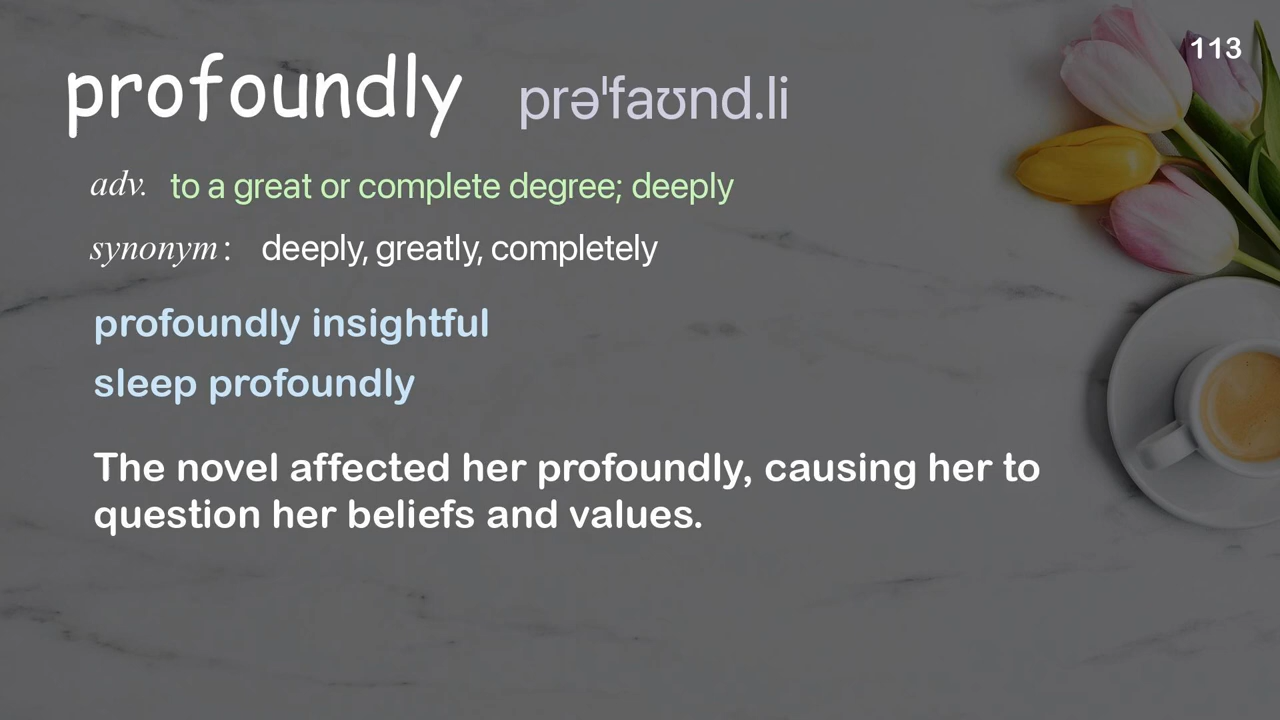 113
profoundly prəˈfaʊnd.li
adv. to a great or complete degree; deeply
synonym: deeply, greatly, completely
profoundly insightful
sleep profoundly
The novel affected her profoundly, causing her to
question her beliefs and values.